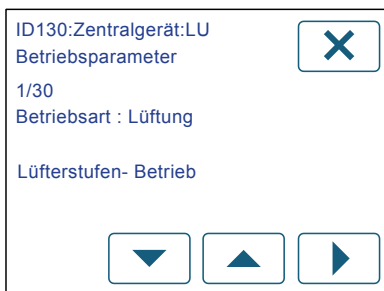 ID130:Zentralgerät:LU
Betriebsparameter
1/30
Betriebsart : Lüftung
Lüfterstufen- Betrieb